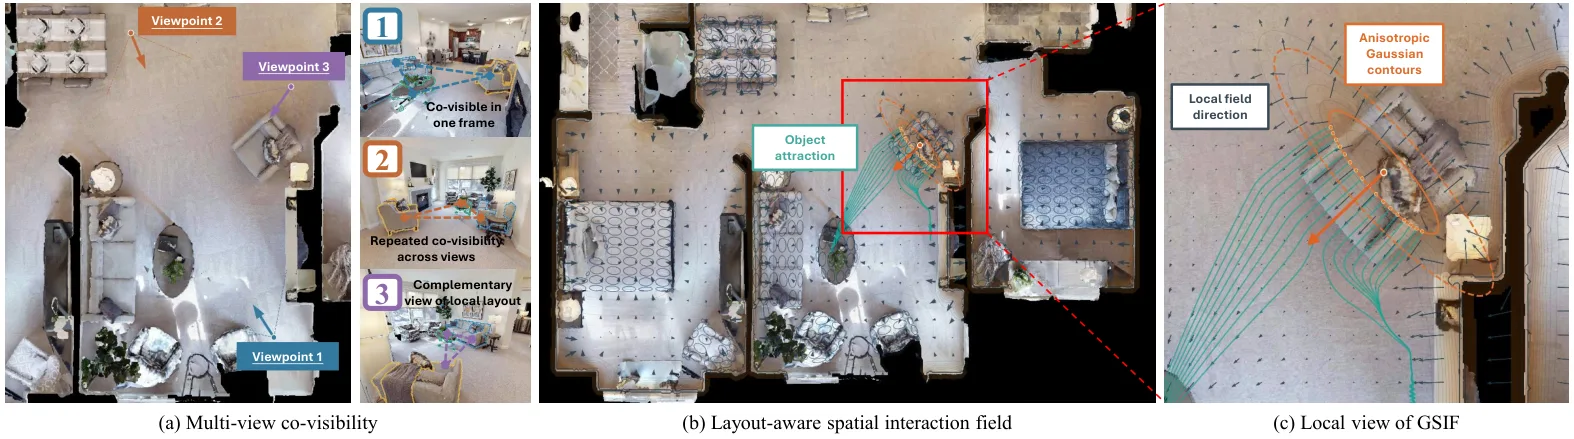 Viewpoint 2
Viewpoint 3
Viewpoint 1
1
Co-visible in
one frame
2
Repeated co-visibility
across views
3
Complementary
view of local layout
Object
attraction
Local field
direction
Anisotropic
Gaussian
contours
(a) Multi-view co-visibility
(b) Layout-aware spatial interaction field
(c) Local view of GSIF